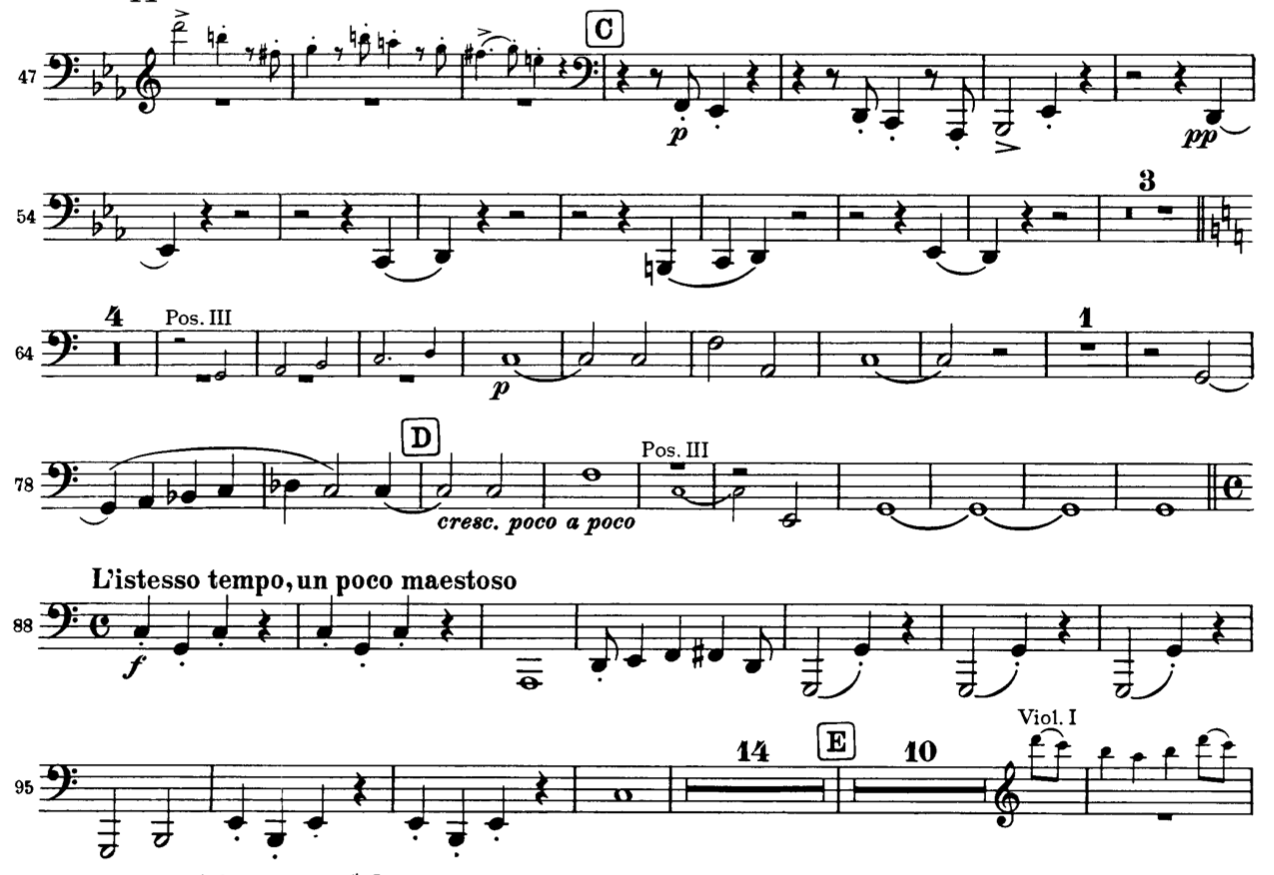 C
47
p
pp
3
54
4
Pos. III
1
64
p
D
Pos. III
78
cresc. poco a poco
L'istesso tempo, un poco maestoso
88
f
Viol. I
14
E
10
95